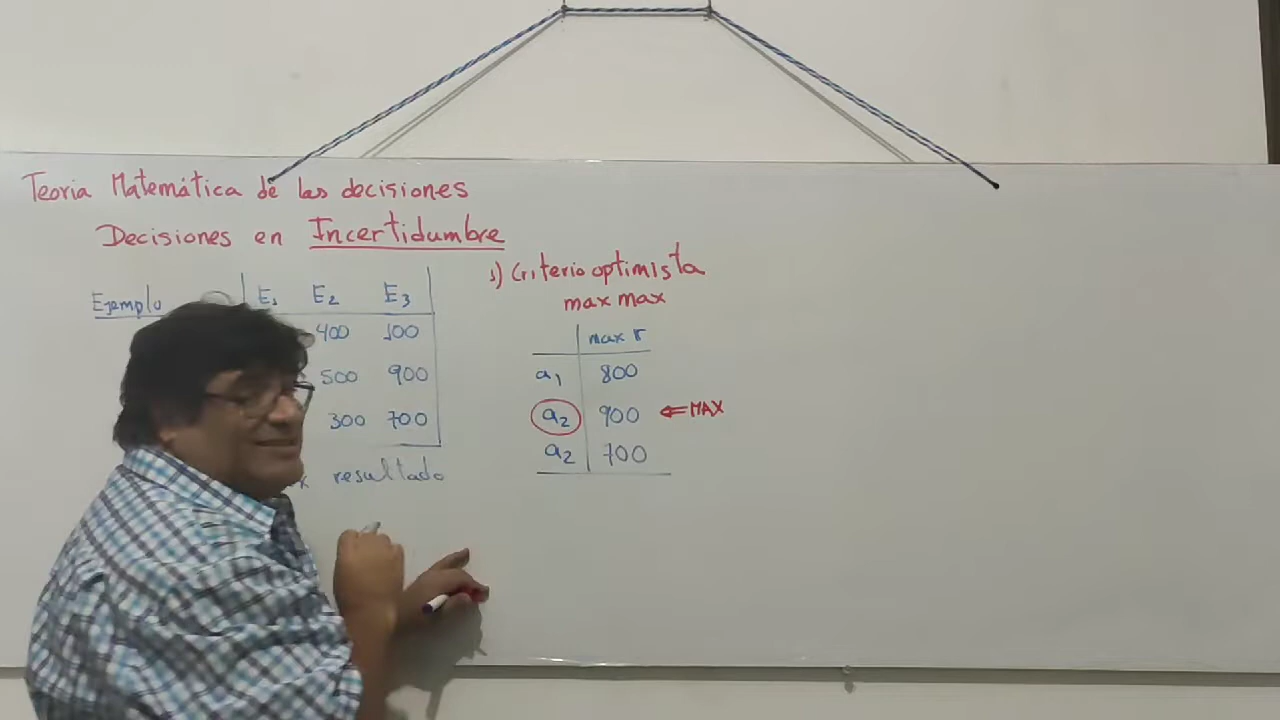 Teoria Matemática de las decisiones
Decisiones en Incertidumbre
Ejemplo E1 E2 E3
400 100
500 900
300 700
x resultado
1) Criterio optimista
max max
max r
a1 800
a2 900 ⇐ MAX
a2 700